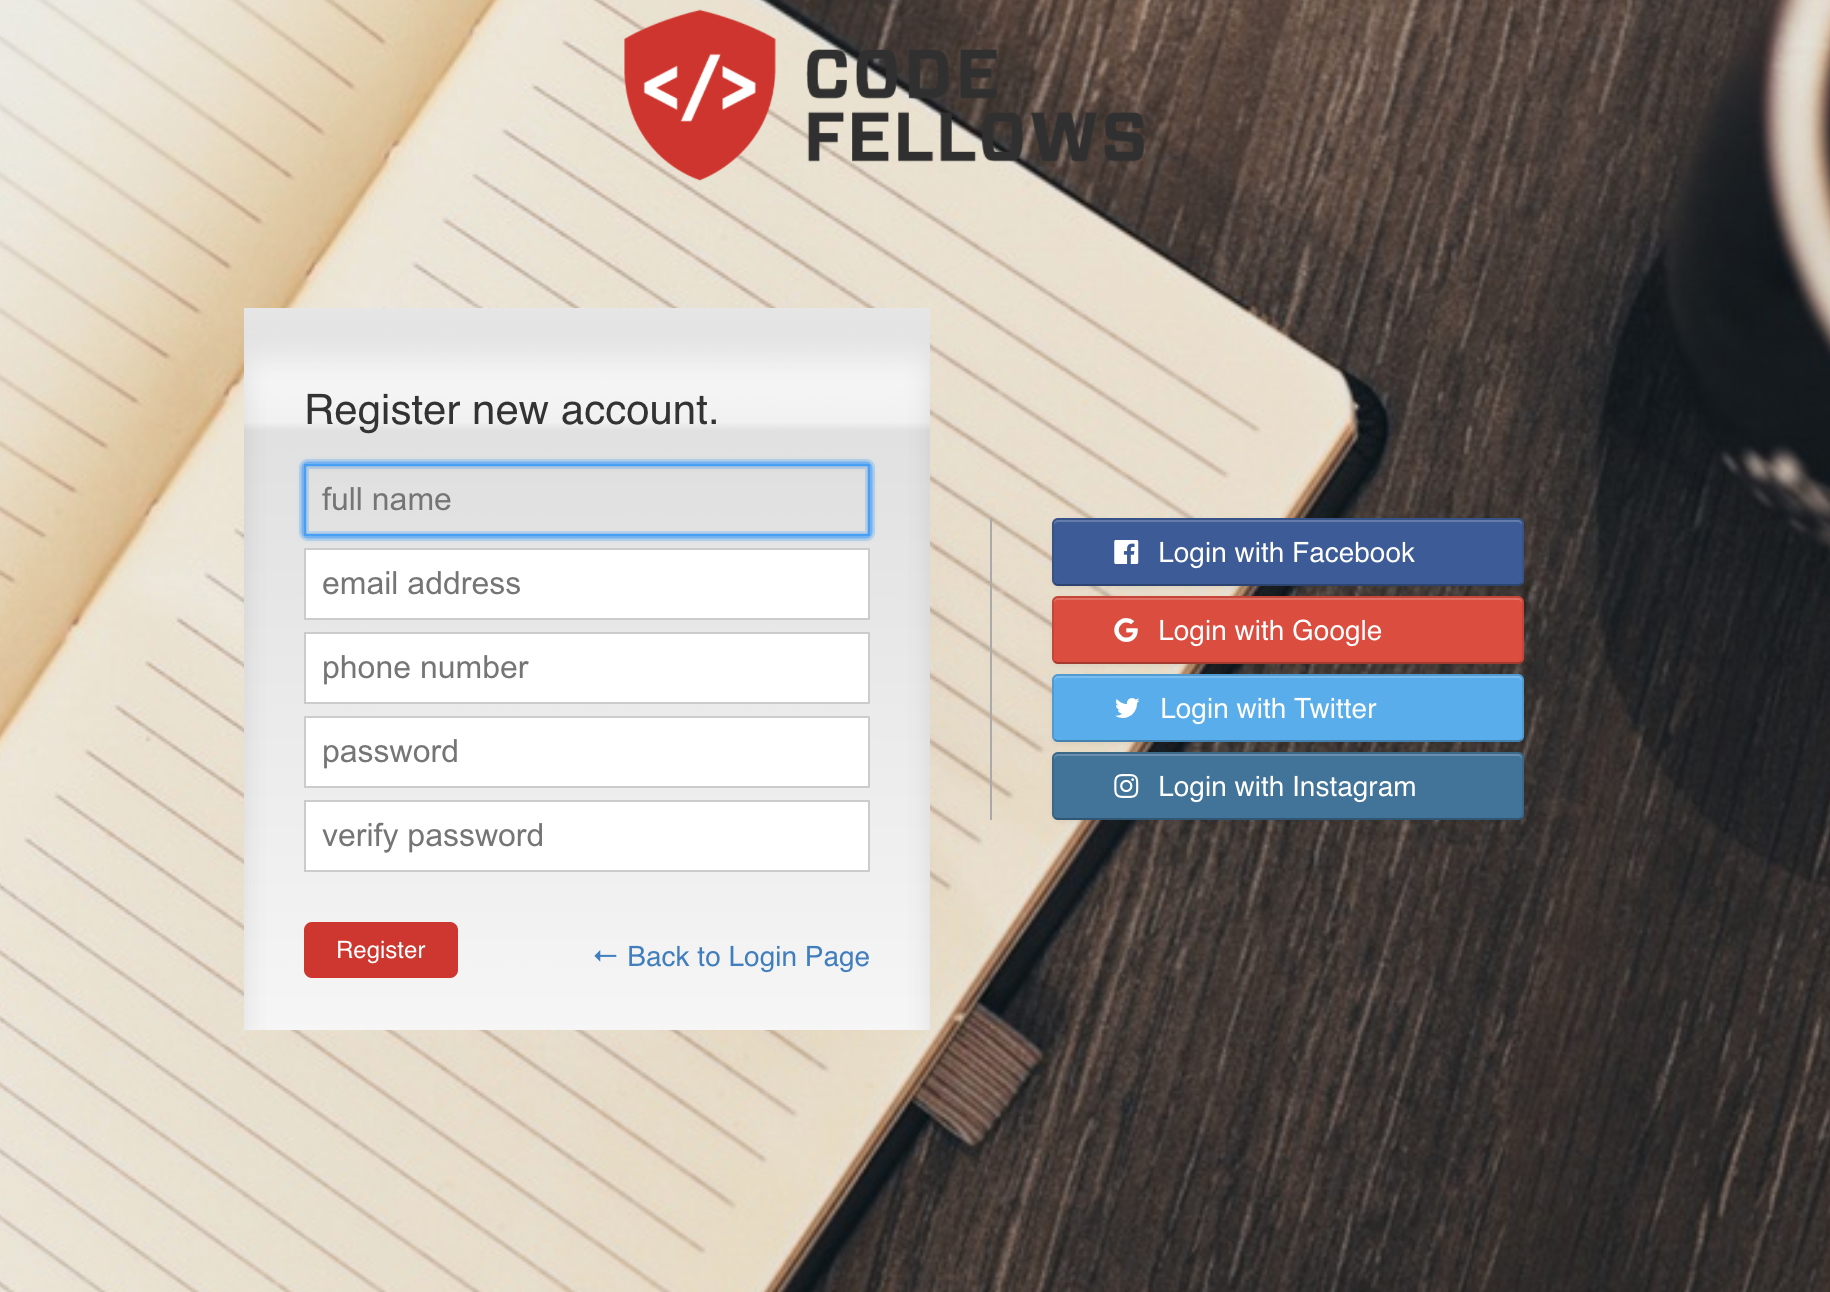 </>
CODE
FELLOWS
Register new account.
full name
email address
phone number
password
verify password
Register
← Back to Login Page
Login with Facebook
Login with Google
Login with Twitter
Login with Instagram